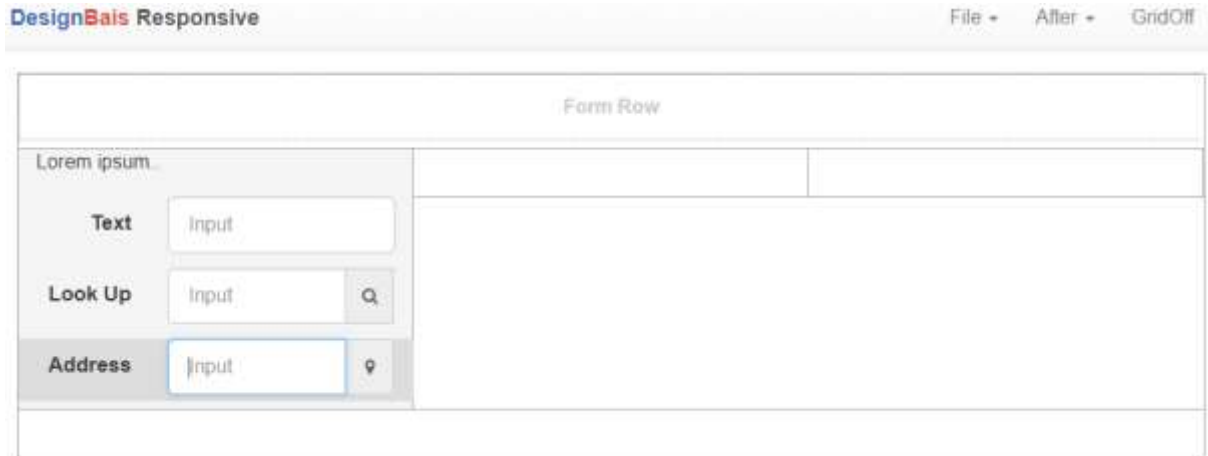 DesignBais Responsive File After GridOff
Form Row
Lorem ipsum..
Text Input
Look Up Input
Address Input